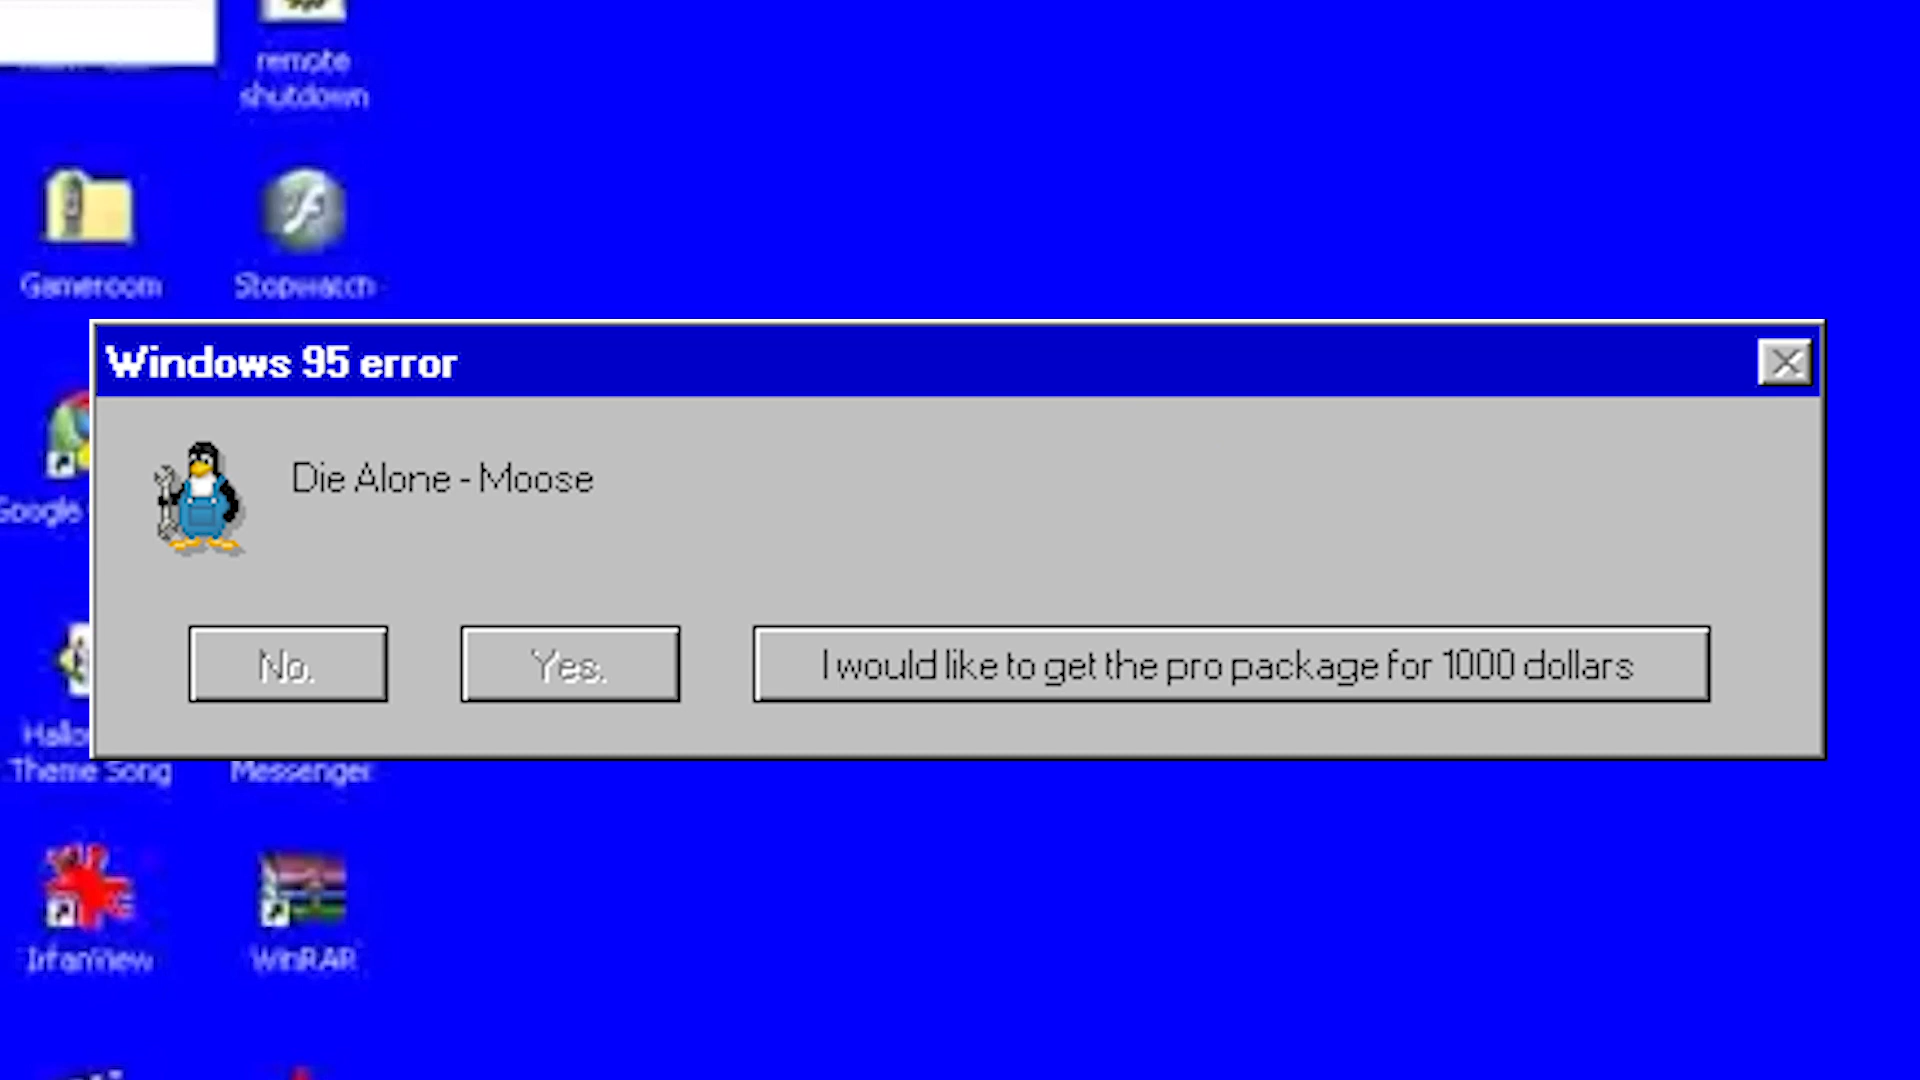 remote
shutdown
Gameroom
Stopwatch
Windows 95 error
Die Alone - Moose
Google
No.
Yes.
I would like to get the pro package for 1000 dollars
Theme Song
Messenger
IrfanView
WinRAR